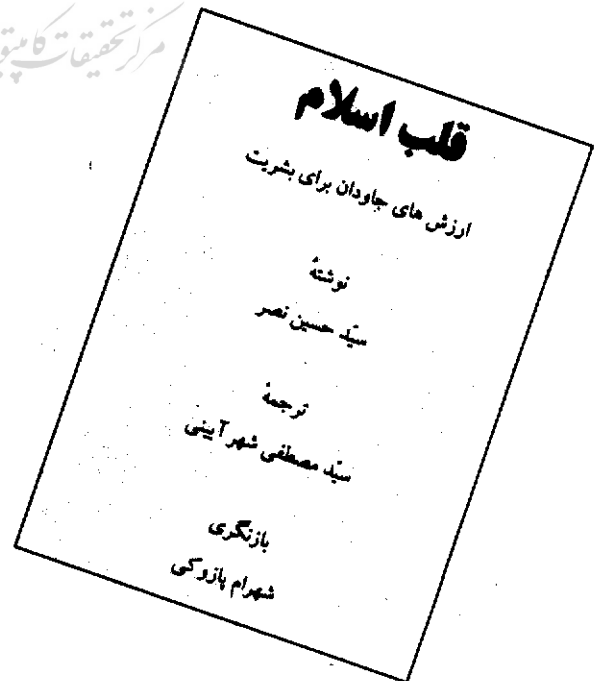 مرکز تحقیقات
قلب اسلام
ارزش های جاودان برای بشریت
نوشتهٔ
سیّد حسین نصر
ترجمهٔ
سیّد مصطفی شهرآیینی
بازنگری
شهرام پازوکی